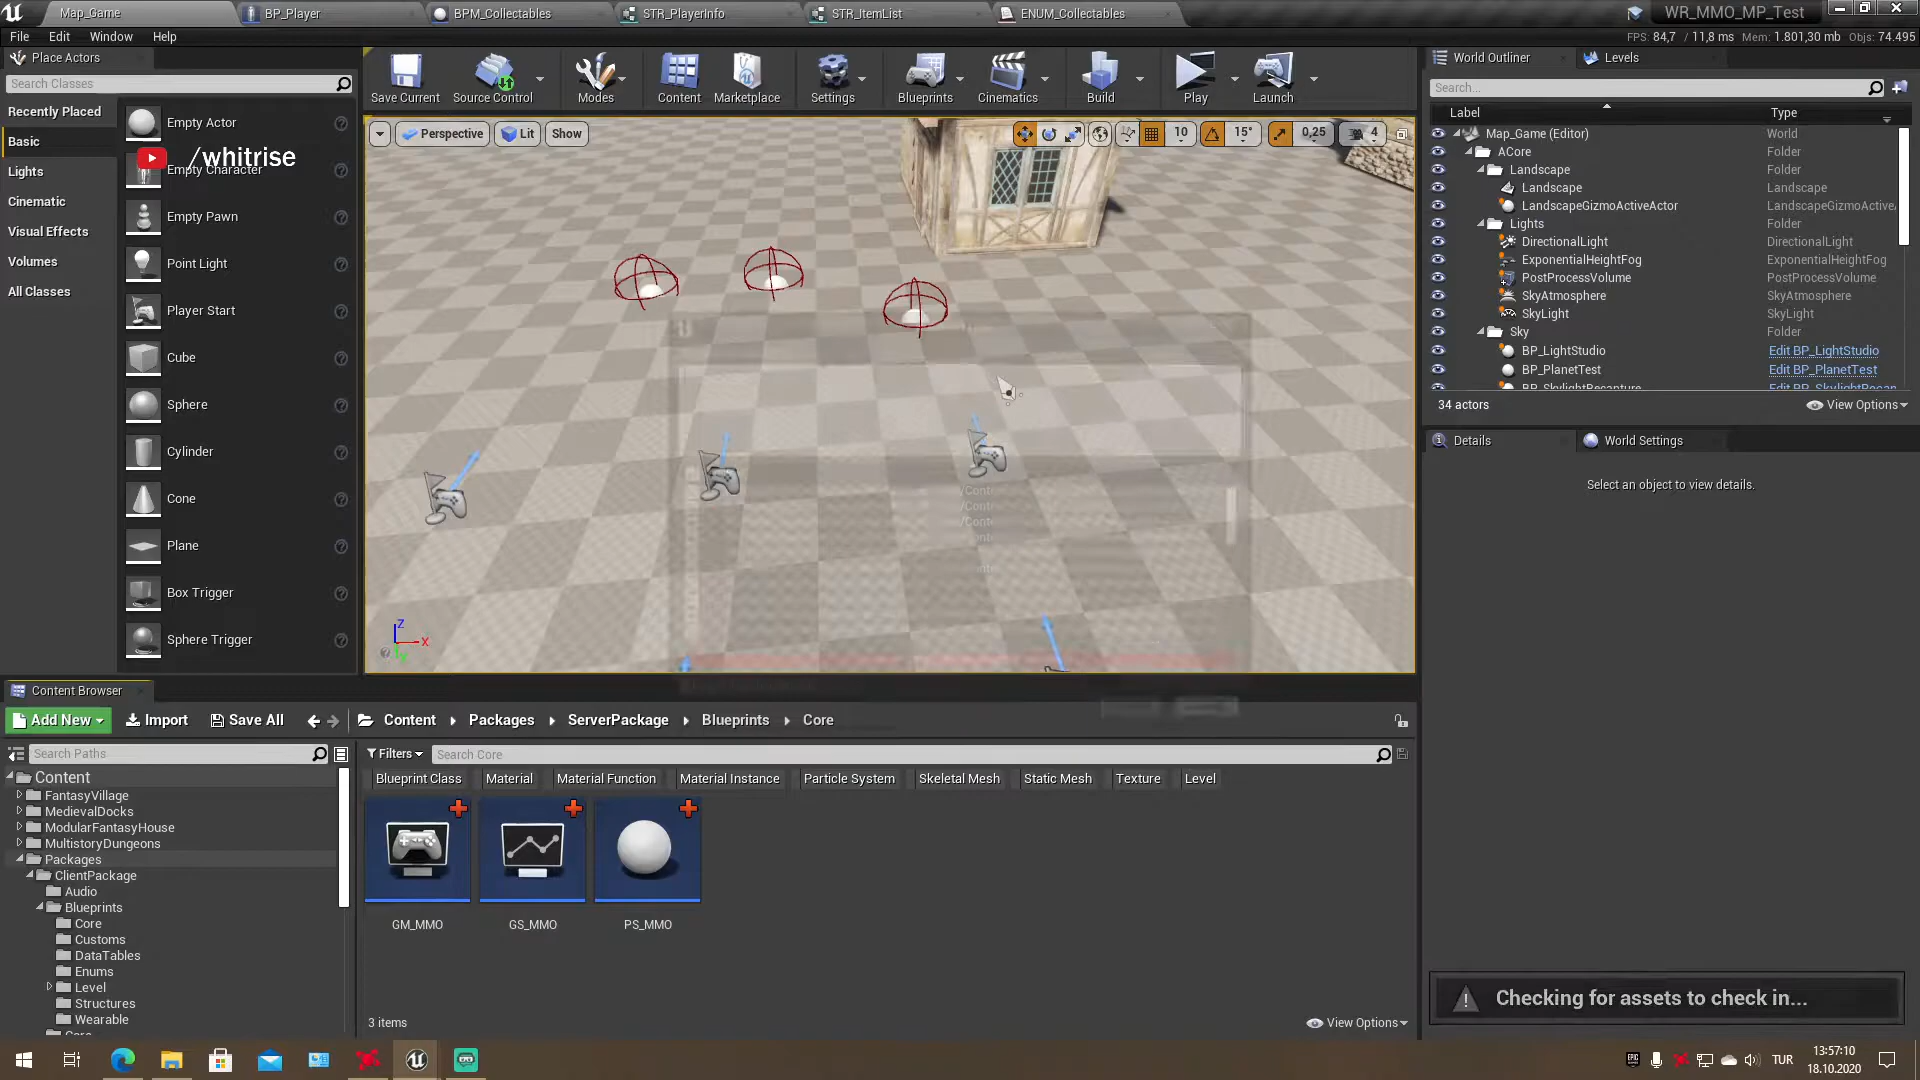 Map_Game
BP_Player
BPM_Collectables
STR_PlayerInfo
STR_ItemList
ENUM_Collectables
WR_MMO_MP_Test
File Edit Window Help
FPS: 84,7 / 11,8 ms Mem: 1.801,30 mb Objs: 74.495
Place Actors
Search Classes
Recently Placed
Basic
Lights
Cinematic
Visual Effects
Volumes
All Classes
Empty Actor
/whitrise
Empty Character
Empty Pawn
Point Light
Player Start
Cube
Sphere
Cylinder
Cone
Plane
Box Trigger
Sphere Trigger
Save Current
Source Control
Modes
Content
Marketplace
Settings
Blueprints
Cinematics
Build
Play
Launch
Perspective
Lit
Show
10
15°
0,25
4
Z
X
Y
World Outliner
Levels
Search...
Label Type
Map_Game (Editor) World
ACore Folder
Landscape Folder
Landscape Landscape
LandscapeGizmoActiveActor LandscapeGizmoActive
Lights Folder
DirectionalLight DirectionalLight
ExponentialHeightFog ExponentialHeightFog
PostProcessVolume PostProcessVolume
SkyAtmosphere SkyAtmosphere
SkyLight SkyLight
Sky Folder
BP_LightStudio Edit BP_LightStudio
BP_PlanetTest Edit BP_PlanetTest
34 actors
View Options
Details
World Settings
Select an object to view details.
Content Browser
Add New
Import
Save All
Content
Packages
ServerPackage
Blueprints
Core
Search Paths
Filters
Search Core
Content
FantasyVillage
MedievalDocks
ModularFantasyHouse
MultistoryDungeons
Packages
ClientPackage
Audio
Blueprints
Core
Customs
DataTables
Enums
Level
Structures
Wearable
Blueprint Class
Material
Material Function
Material Instance
Particle System
Skeletal Mesh
Static Mesh
Texture
Level
GM_MMO
GS_MMO
PS_MMO
3 items
View Options
Checking for assets to check in...
TUR
13:57:10
18.10.2020